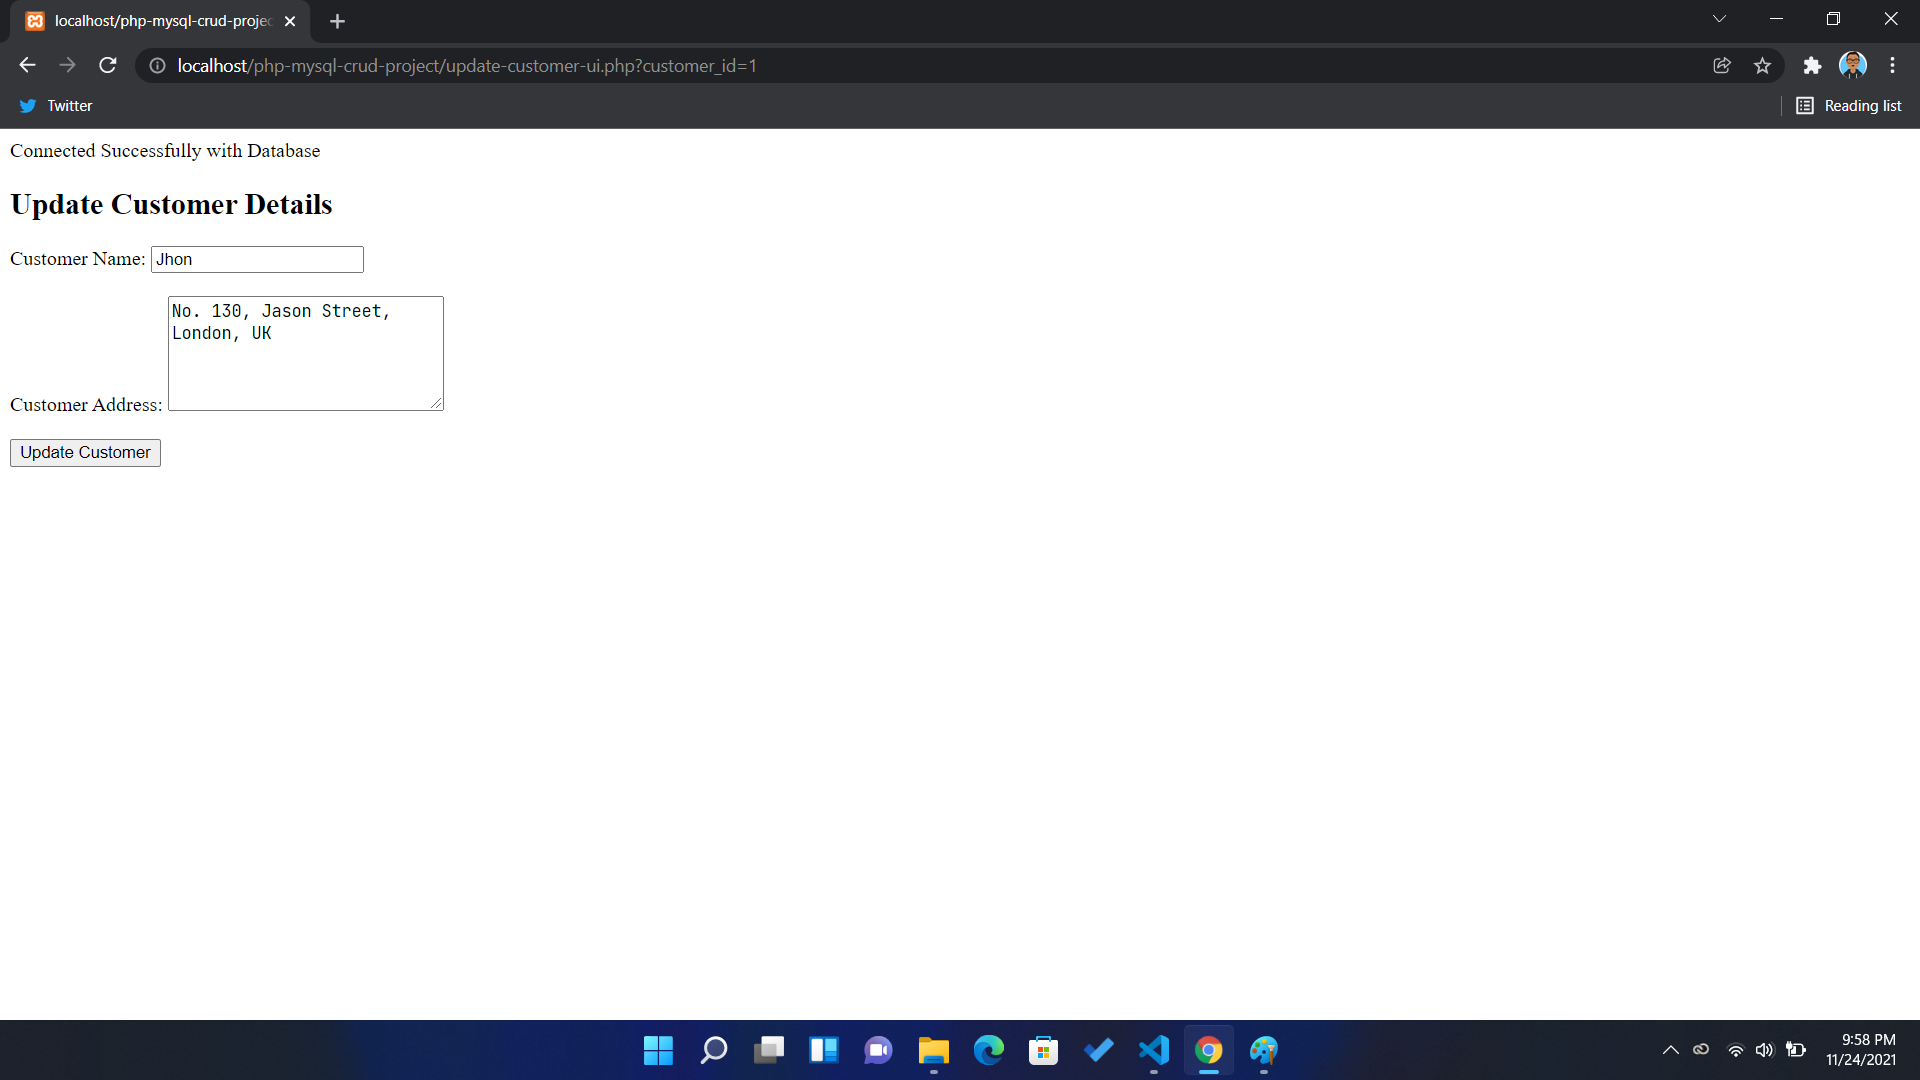 localhost/php-mysql-crud-projec
localhost/php-mysql-crud-project/update-customer-ui.php?customer_id=1
Twitter
Reading list
Connected Successfully with Database
Update Customer Details
Customer Name: Jhon
No. 130, Jason Street,
London, UK
Customer Address:
Update Customer
9:58 PM
11/24/2021